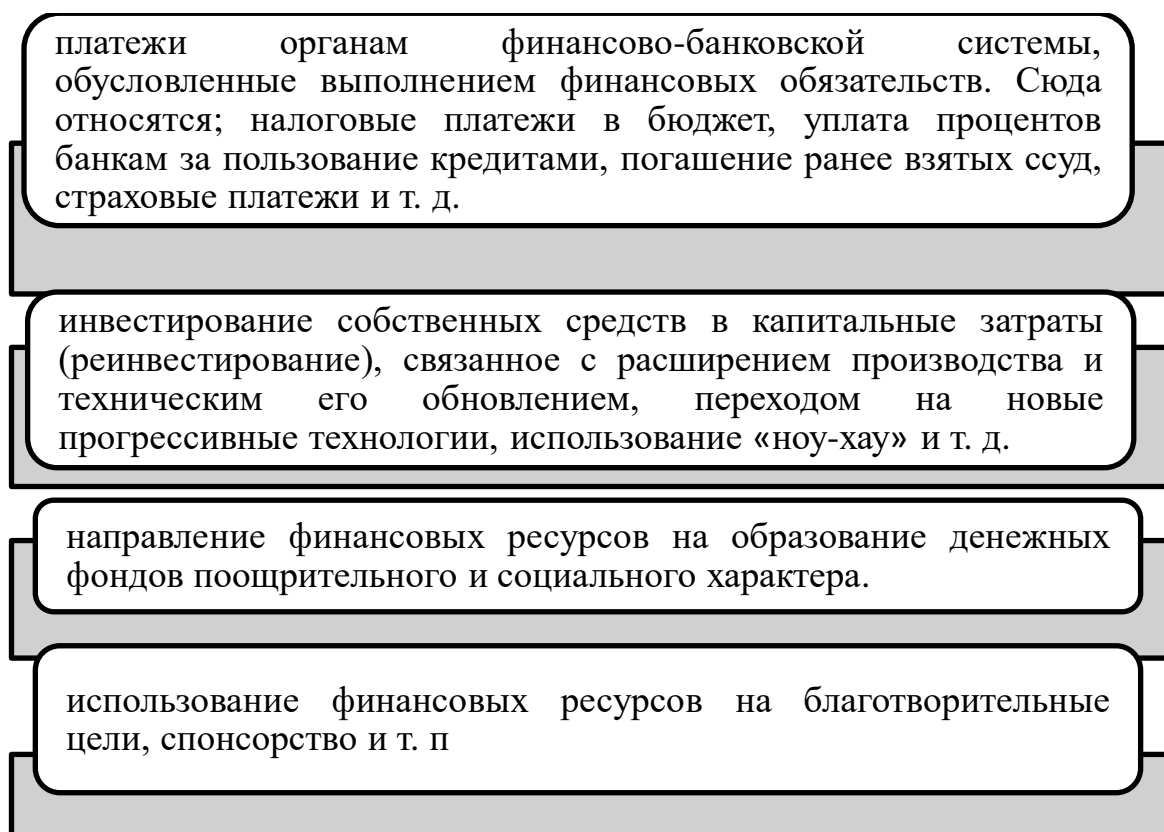 платежи органам финансово-банковской системы,
обусловленные выполнением финансовых обязательств. Сюда
относятся; налоговые платежи в бюджет, уплата процентов
банкам за пользование кредитами, погашение ранее взятых ссуд,
страховые платежи и т. д.
инвестирование собственных средств в капитальные затраты
(реинвестирование), связанное с расширением производства и
техническим его обновлением, переходом на новые
прогрессивные технологии, использование «ноу-хау» и т. д.
направление финансовых ресурсов на образование денежных
фондов поощрительного и социального характера.
использование финансовых ресурсов на благотворительные
цели, спонсорство и т. п